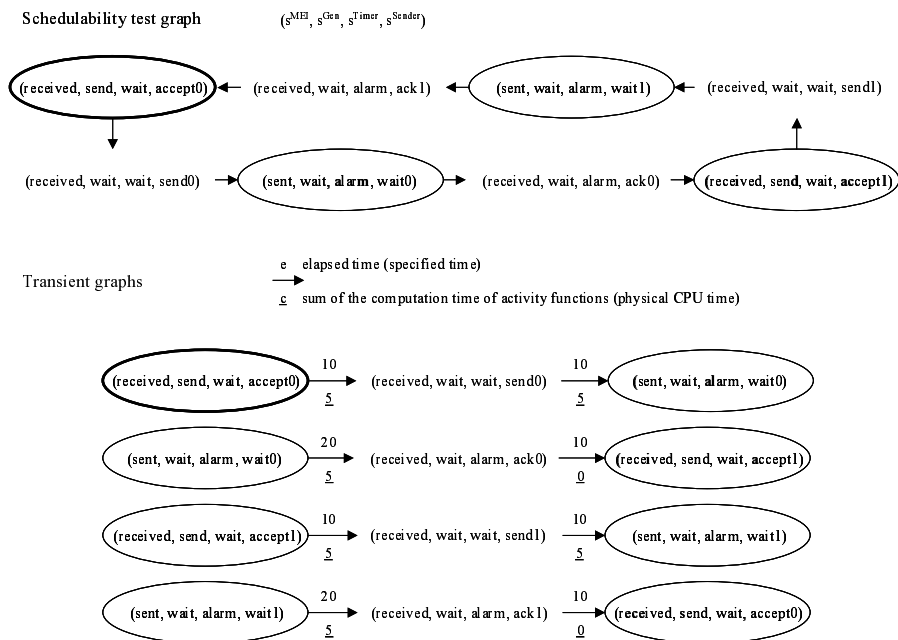 Schedulability test graph (s^MEI, s^Gen, s^Timer, s^Sender)
(received, send, wait, accept0) (received, wait, alarm, ack1) (sent, wait, alarm, wait1) (received, wait, wait, send1)
(received, wait, wait, send0) (sent, wait, alarm, wait0) (received, wait, alarm, ack0) (received, send, wait, accept1)
e elapsed time (specified time)
Transient graphs
c sum of the computation time of activity functions (physical CPU time)
10 10
(received, send, wait, accept0) (received, wait, wait, send0) (sent, wait, alarm, wait0)
5 5
20 10
(sent, wait, alarm, wait0) (received, wait, alarm, ack0) (received, send, wait, accept1)
5 0
10 10
(received, send, wait, accept1) (received, wait, wait, send1) (sent, wait, alarm, wait1)
5 5
20 10
(sent, wait, alarm, wait1) (received, wait, alarm, ack1) (received, send, wait, accept0)
5 0